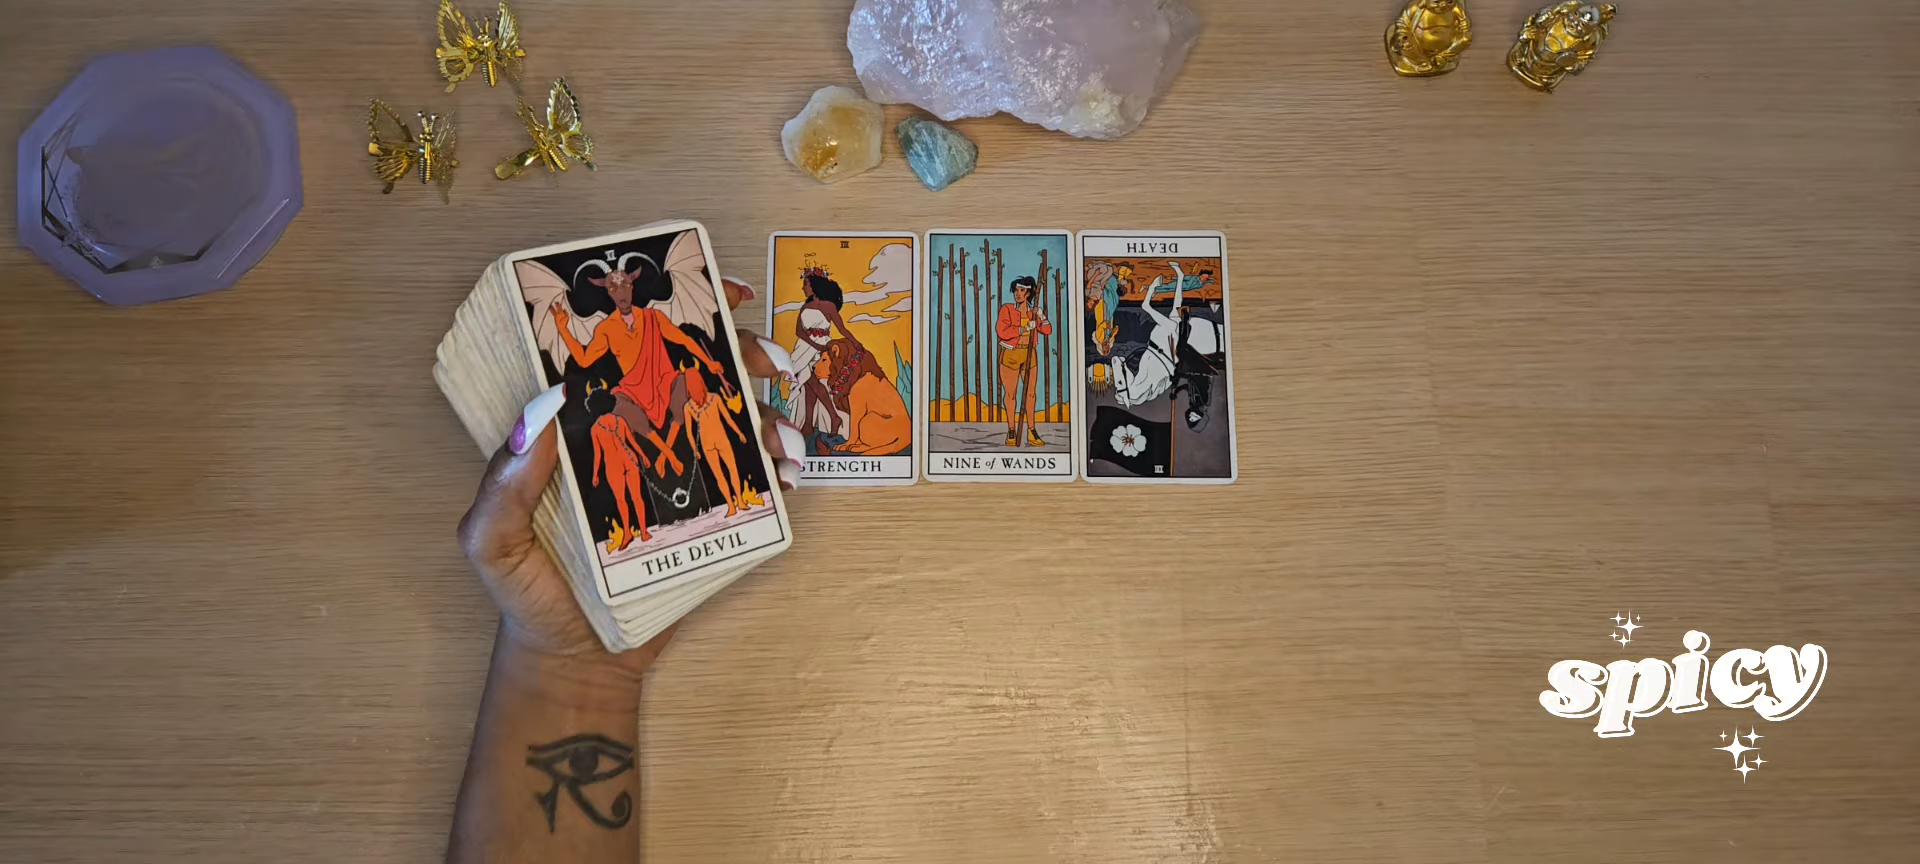 THE DEVIL
STRENGTH
NINE of WANDS
DEATH
spicy